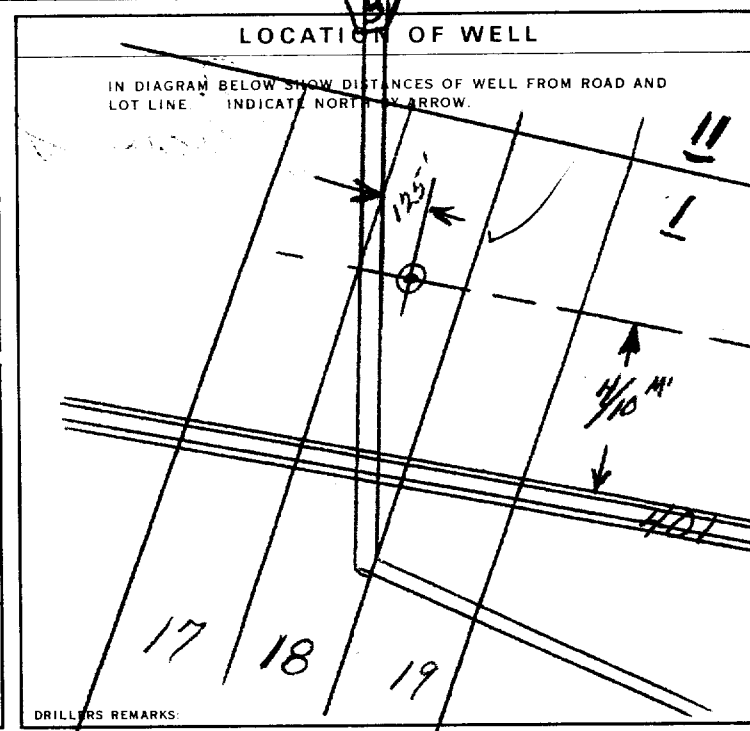 LOCATION OF WELL
IN DIAGRAM BELOW SHOW DISTANCES OF WELL FROM ROAD AND
LOT LINE. INDICATE NORTH BY ARROW.
II
I
125'
4/10 MI
401
17
18
19
DRILLERS REMARKS: